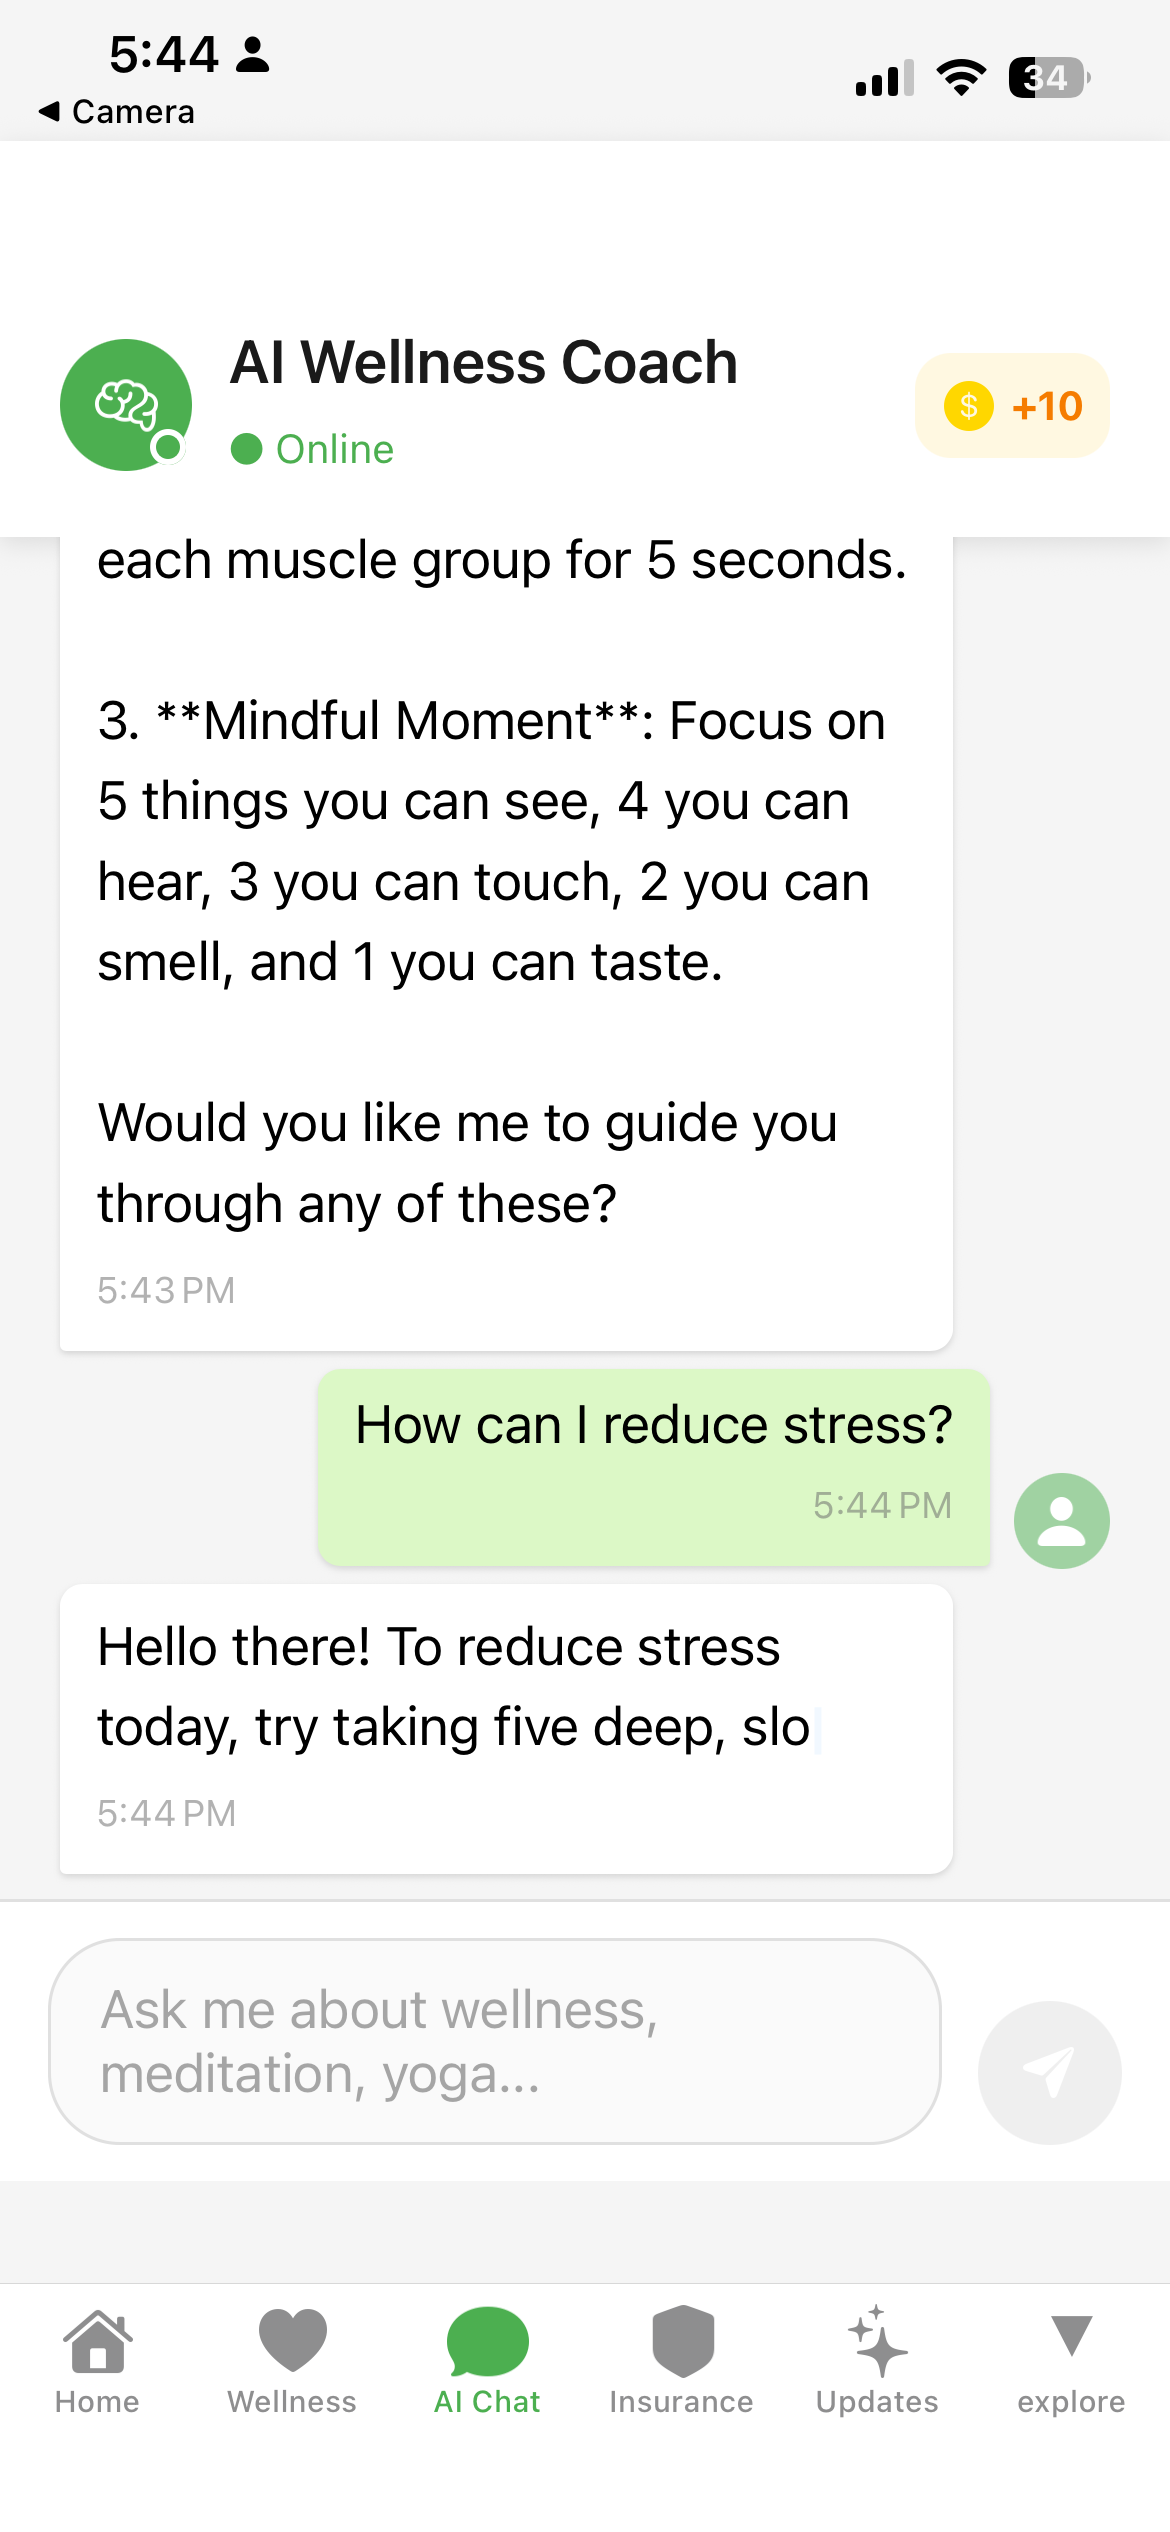 5:44
Camera
34
AI Wellness Coach
Online
$ +10
each muscle group for 5 seconds.
3. **Mindful Moment**: Focus on
5 things you can see, 4 you can
hear, 3 you can touch, 2 you can
smell, and 1 you can taste.
Would you like me to guide you
through any of these?
5:43 PM
How can I reduce stress?
5:44 PM
Hello there! To reduce stress
today, try taking five deep, slo
5:44 PM
Ask me about wellness,
meditation, yoga...
Home
Wellness
AI Chat
Insurance
Updates
explore